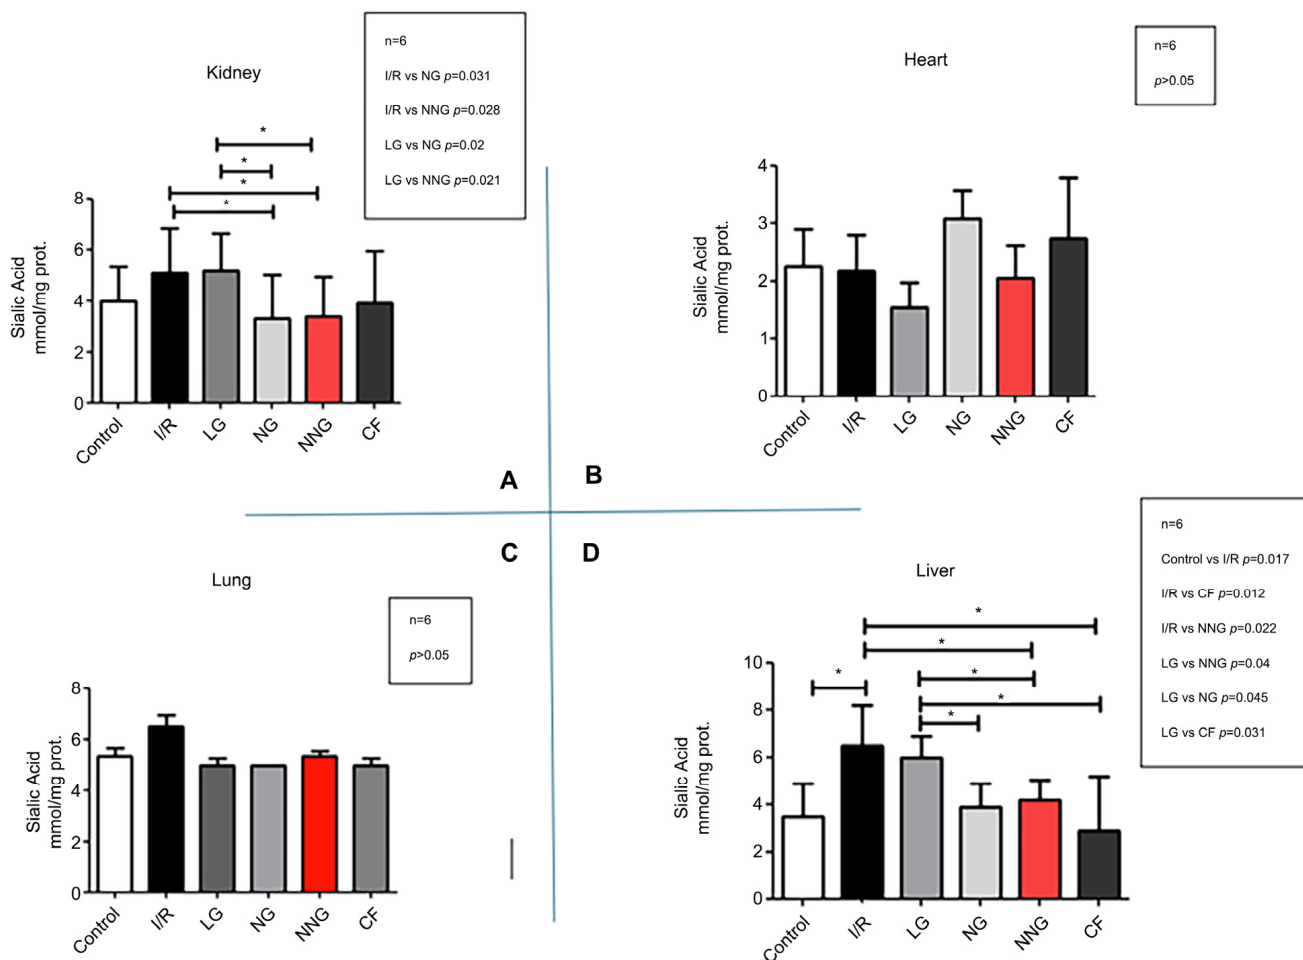 Kidney
n=6
I/R vs NG p=0.031
I/R vs NNG p=0.028
LG vs NG p=0.02
LG vs NNG p=0.021
*
*
*
*
Sialic Acid
mmol/mg prot.
8
6
4
2
0
Control
I/R
LG
NG
NNG
CF
A
Heart
n=6
p>0.05
Sialic Acid
mmol/mg prot.
4
3
2
1
0
Control
I/R
LG
NG
NNG
CF
B
C
Lung
n=6
p>0.05
Sialic Acid
mmol/mg prot.
8
6
4
2
0
Control
I/R
LG
NG
NNG
CF
D
Liver
n=6
Control vs I/R p=0.017
I/R vs CF p=0.012
I/R vs NNG p=0.022
LG vs NNG p=0.04
LG vs NG p=0.045
LG vs CF p=0.031
*
*
*
*
*
*
Sialic Acid
mmol/mg prot.
10
8
6
4
2
0
Control
I/R
LG
NG
NNG
CF